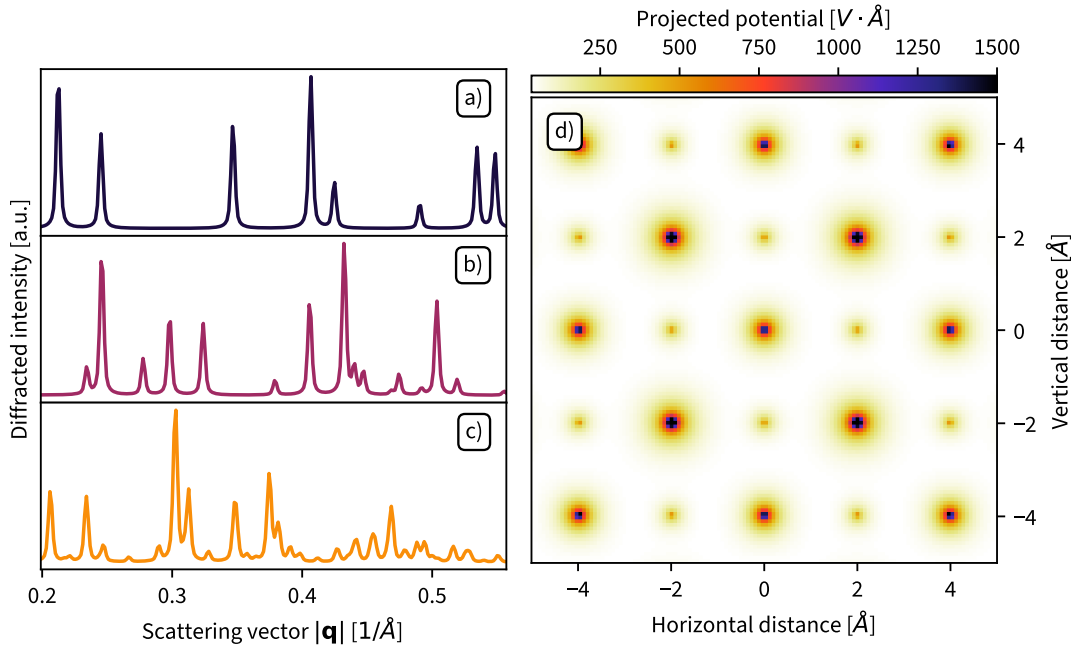 Projected potential [V · Å]
250 500 750 1000 1250 1500
a)
b)
c)
Diffracted intensity [a.u.]
0.2 0.3 0.4 0.5
Scattering vector |q| [1/Å]
d)
4
2
0
−2
−4
Vertical distance [Å]
−4 −2 0 2 4
Horizontal distance [Å]